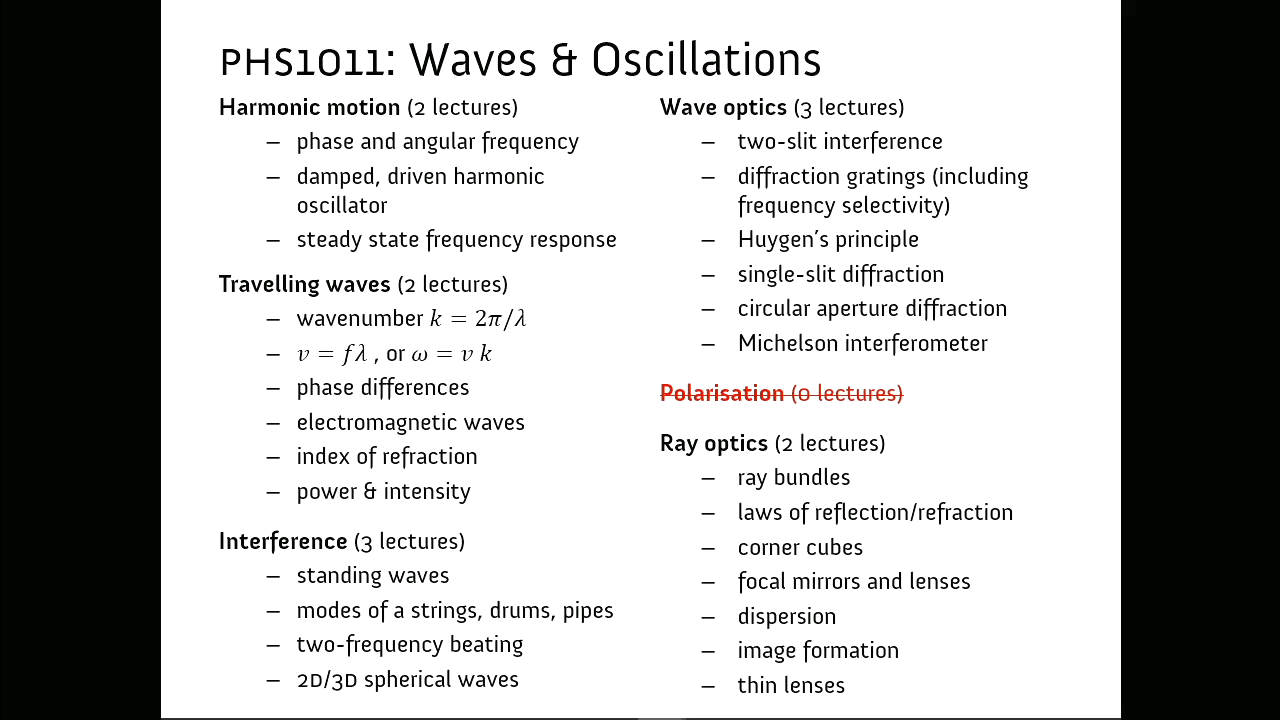 PHS1011: Waves & Oscillations
Harmonic motion (2 lectures)
– phase and angular frequency
– damped, driven harmonic
oscillator
– steady state frequency response
Travelling waves (2 lectures)
– wavenumber k = 2π/λ
– v = fλ , or ω = v k
– phase differences
– electromagnetic waves
– index of refraction
– power & intensity
Interference (3 lectures)
– standing waves
– modes of a strings, drums, pipes
– two-frequency beating
– 2D/3D spherical waves
Wave optics (3 lectures)
– two-slit interference
– diffraction gratings (including
frequency selectivity)
– Huygen’s principle
– single-slit diffraction
– circular aperture diffraction
– Michelson interferometer
Polarisation (0 lectures)
Ray optics (2 lectures)
– ray bundles
– laws of reflection/refraction
– corner cubes
– focal mirrors and lenses
– dispersion
– image formation
– thin lenses